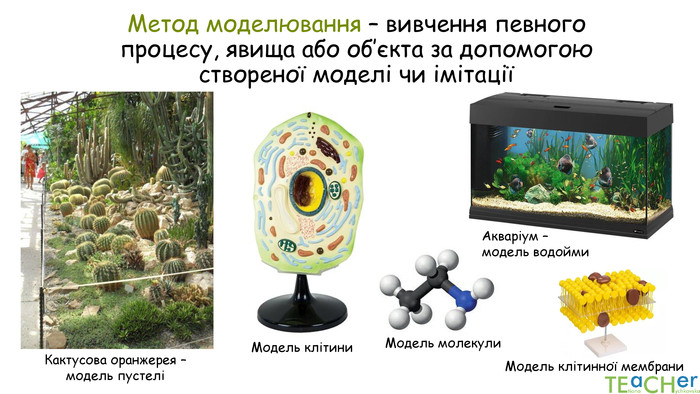 Метод моделювання – вивчення певного
процесу, явища або об’єкта за допомогою
створеної моделі чи імітації
Акваріум –
модель водойми
Модель клітини
Модель молекули
Кактусова оранжерея –
модель пустелі
Модель клітинної мембрани
TEaCHer